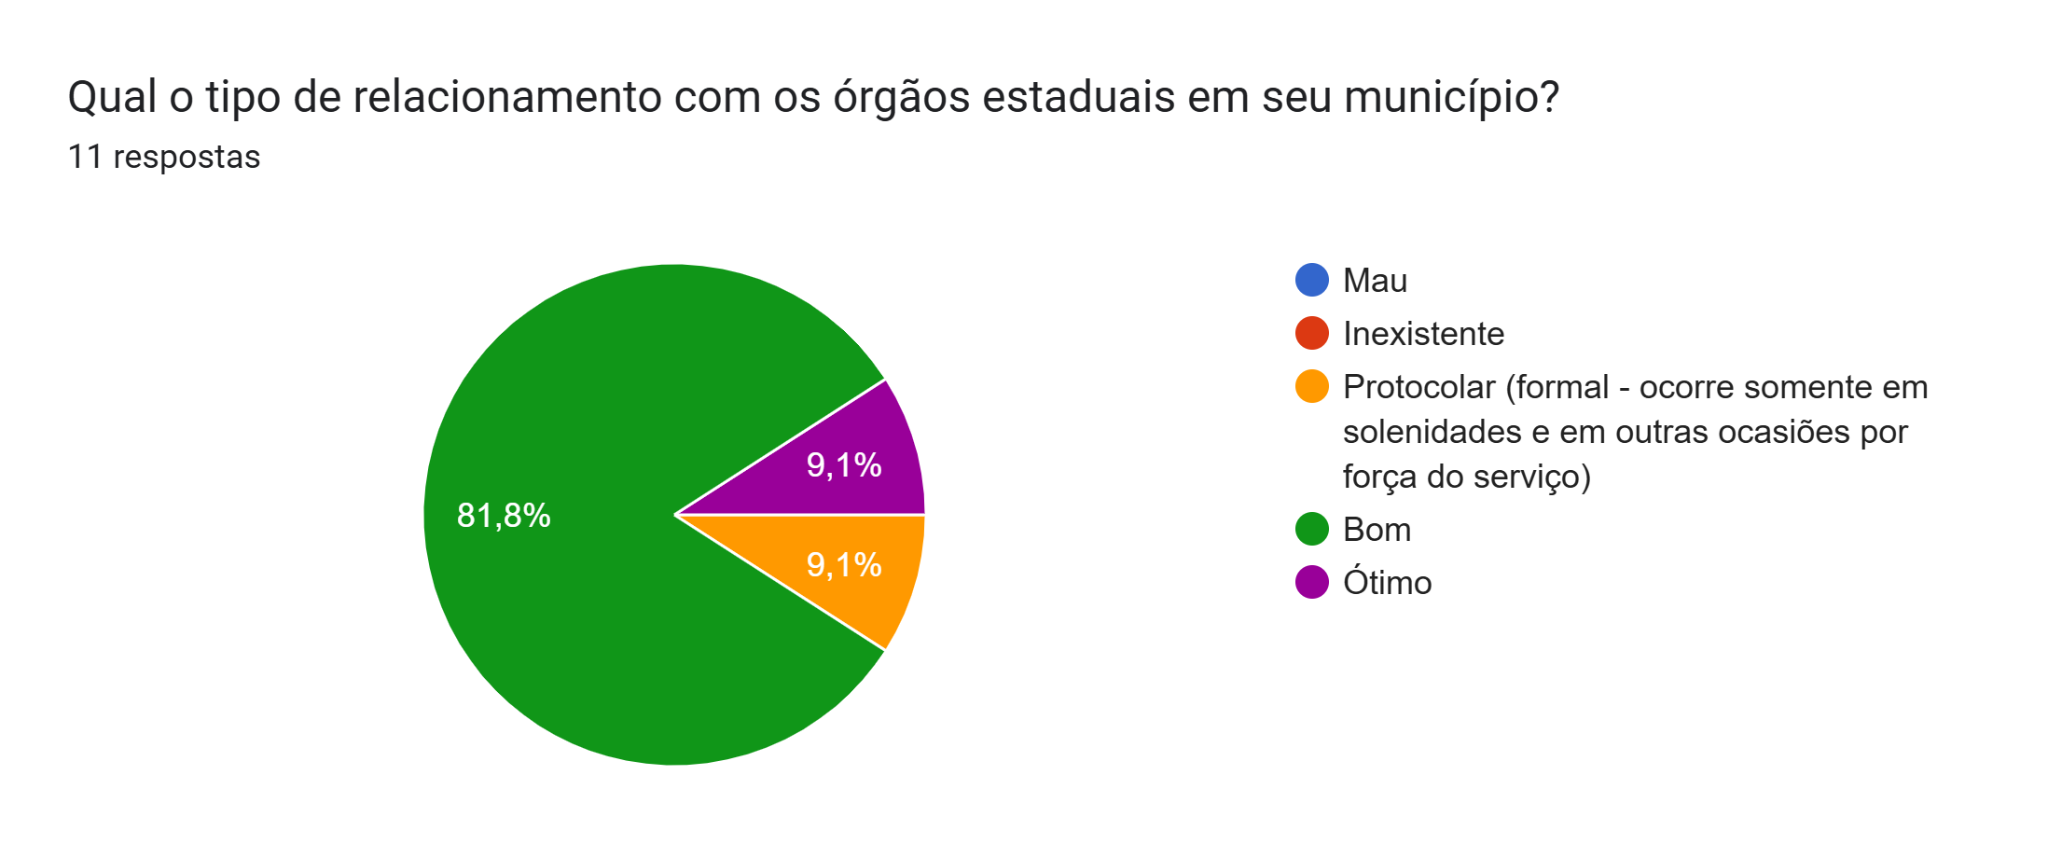 Qual o tipo de relacionamento com os órgãos estaduais em seu município?
11 respostas
81,8%
9,1%
9,1%
Mau
Inexistente
Protocolar (formal - ocorre somente em
solenidades e em outras ocasiões por
força do serviço)
Bom
Ótimo